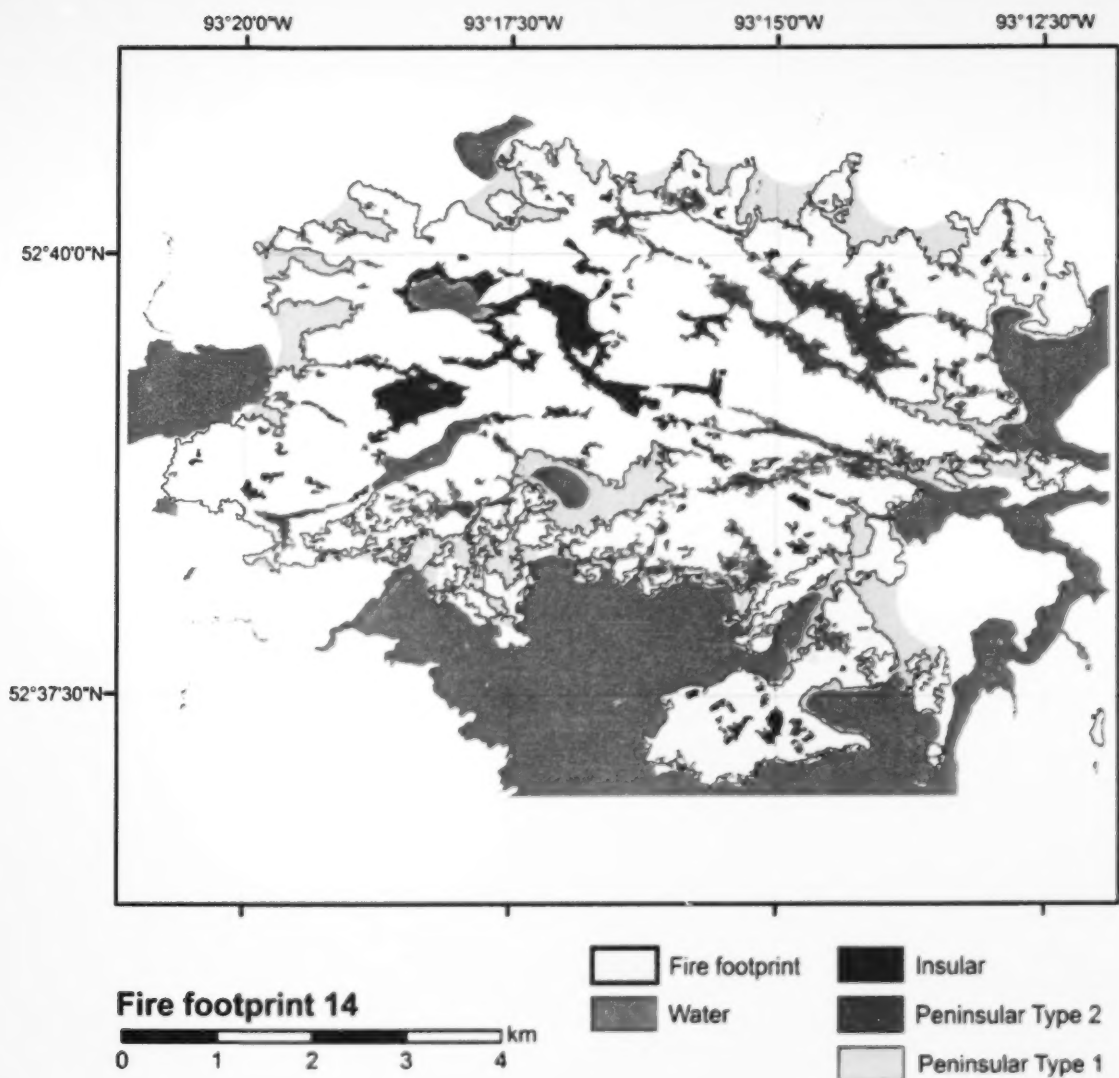 93°20'0"W 93°17'30"W 93°15'0"W 93°12'30"W
52°40'0"N
52°37'30"N
Fire footprint Insular
Water Peninsular Type 2
Peninsular Type 1
Fire footprint 14
km
0 1 2 3 4